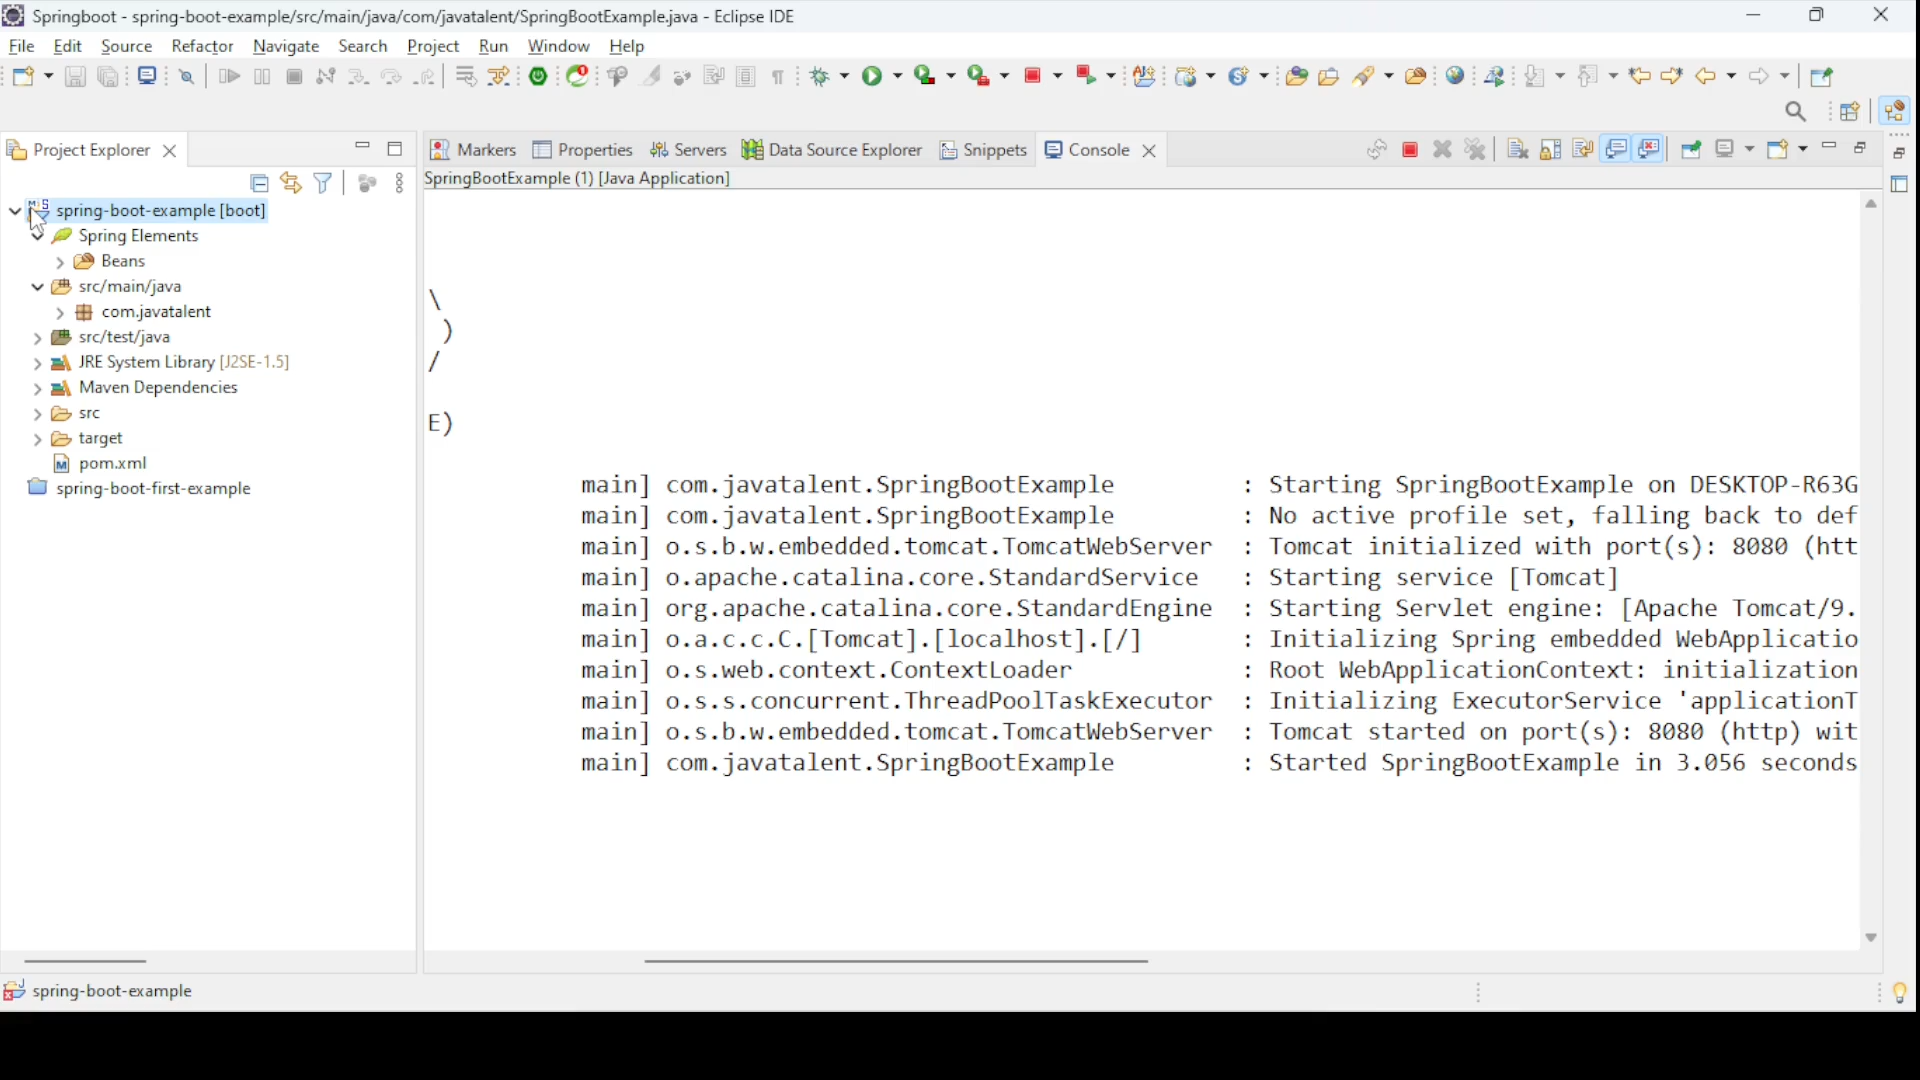 Springboot - spring-boot-example/src/main/java/com/javatalent/SpringBootExample.java - Eclipse IDE
File Edit Source Refactor Navigate Search Project Run Window Help
Project Explorer
Markers Properties Servers Data Source Explorer Snippets Console
SpringBootExample (1) [Java Application]
spring-boot-example [boot]
Spring Elements
Beans
src/main/java
com.javatalent
src/test/java
JRE System Library [J2SE-1.5]
Maven Dependencies
src
target
pom.xml
spring-boot-first-example
\
)
/
E)
main] com.javatalent.SpringBootExample : Starting SpringBootExample on DESKTOP-R63G
main] com.javatalent.SpringBootExample : No active profile set, falling back to def
main] o.s.b.w.embedded.tomcat.TomcatWebServer : Tomcat initialized with port(s): 8080 (htt
main] o.apache.catalina.core.StandardService : Starting service [Tomcat]
main] org.apache.catalina.core.StandardEngine : Starting Servlet engine: [Apache Tomcat/9.
main] o.a.c.c.C.[Tomcat].[localhost].[/] : Initializing Spring embedded WebApplicatio
main] o.s.web.context.ContextLoader : Root WebApplicationContext: initialization
main] o.s.s.concurrent.ThreadPoolTaskExecutor : Initializing ExecutorService 'applicationT
main] o.s.b.w.embedded.tomcat.TomcatWebServer : Tomcat started on port(s): 8080 (http) wit
main] com.javatalent.SpringBootExample : Started SpringBootExample in 3.056 seconds
spring-boot-example